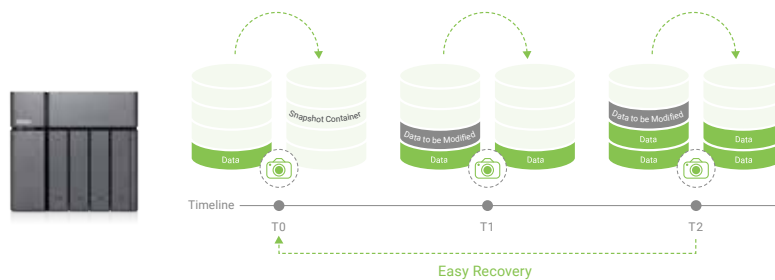 Snapshot Container
Data
Data to be Modified
Data
Data
Data to be Modified
Data
Data
Data
Data
Timeline
T0
T1
T2
Easy Recovery